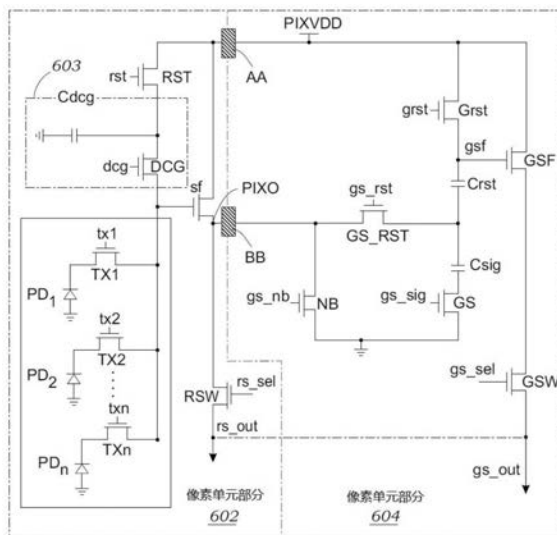 PIXVDD
603
rst
RST
AA
Cdcg
grst
Grst
gsf
GSF
dcg
DCG
sf
PIXO
gs_rst
Crst
GS_RST
BB
tx1
TX1
PD1
Csig
gs_nb
NB
gs_sig
GS
tx2
TX2
PD2
rs_sel
RSW
gs_sel
GSW
txn
TXn
rs_out
PDn
gs_out
像素单元部分
602
像素单元部分
604